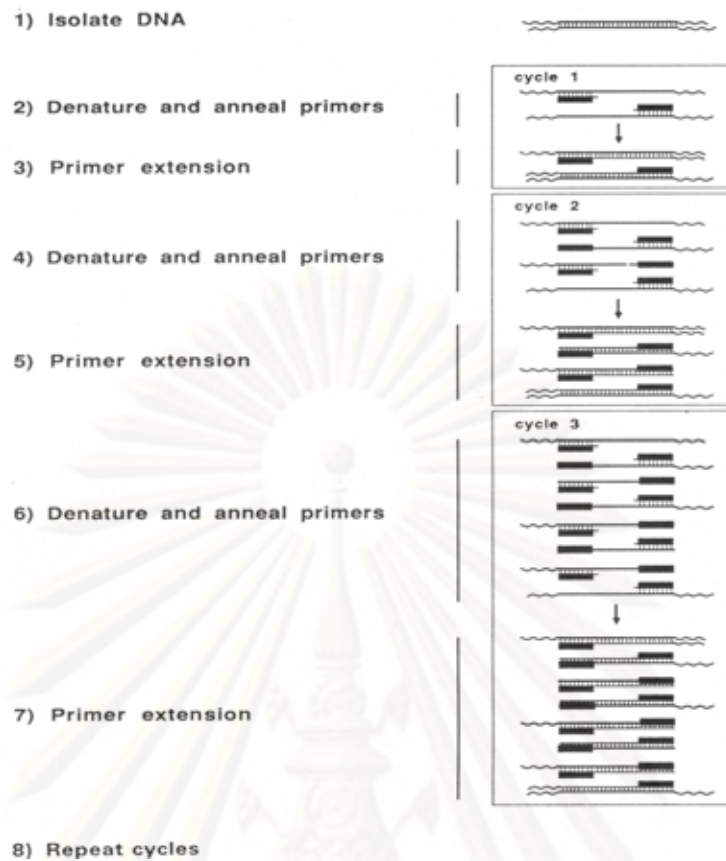 1) Isolate DNA
cycle 1
2) Denature and anneal primers
3) Primer extension
cycle 2
4) Denature and anneal primers
5) Primer extension
cycle 3
6) Denature and anneal primers
7) Primer extension
8) Repeat cycles